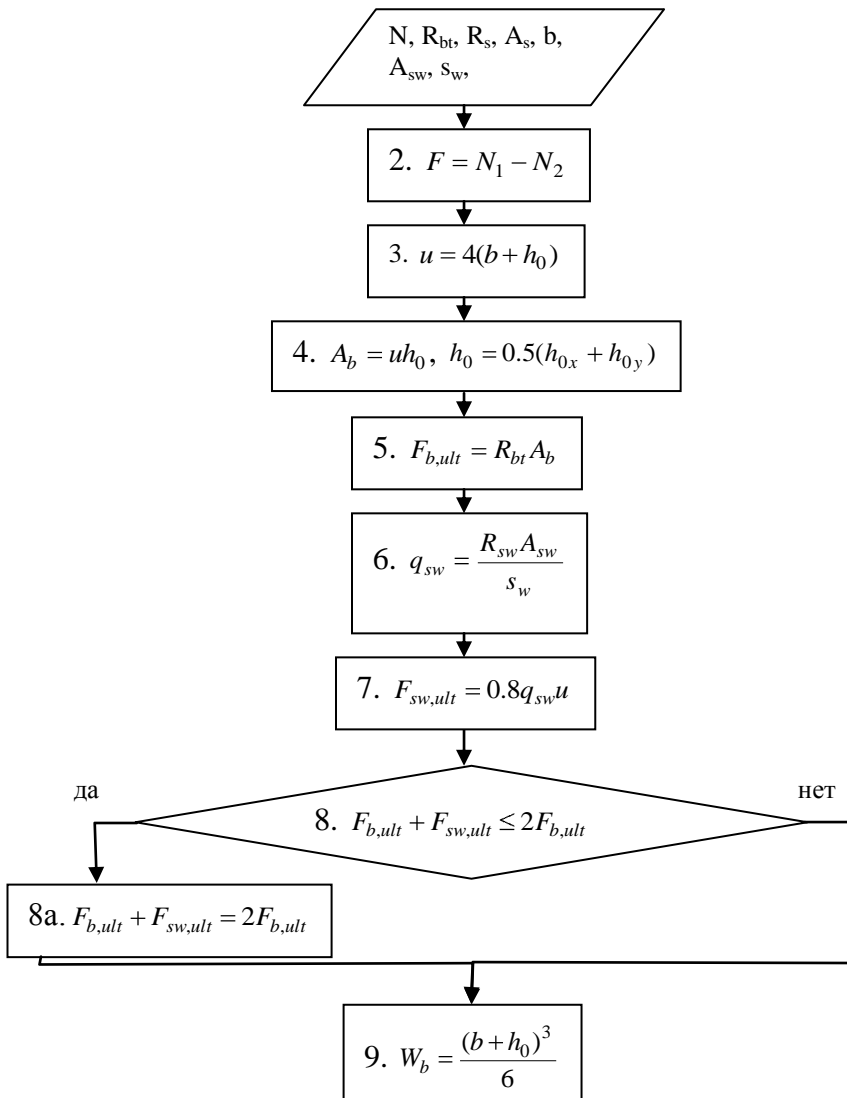 N, R_bt, R_s, A_s, b,
A_sw, s_w,
2. F = N_1 − N_2
3. u = 4(b + h_0)
4. A_b = uh_0, h_0 = 0.5(h_0x + h_0y)
5. F_b,ult = R_bt A_b
6. q_sw = R_sw A_sw / s_w
7. F_sw,ult = 0.8q_sw u
да
нет
8. F_b,ult + F_sw,ult ≤ 2F_b,ult
8a. F_b,ult + F_sw,ult = 2F_b,ult
9. W_b = (b + h_0)^3 / 6